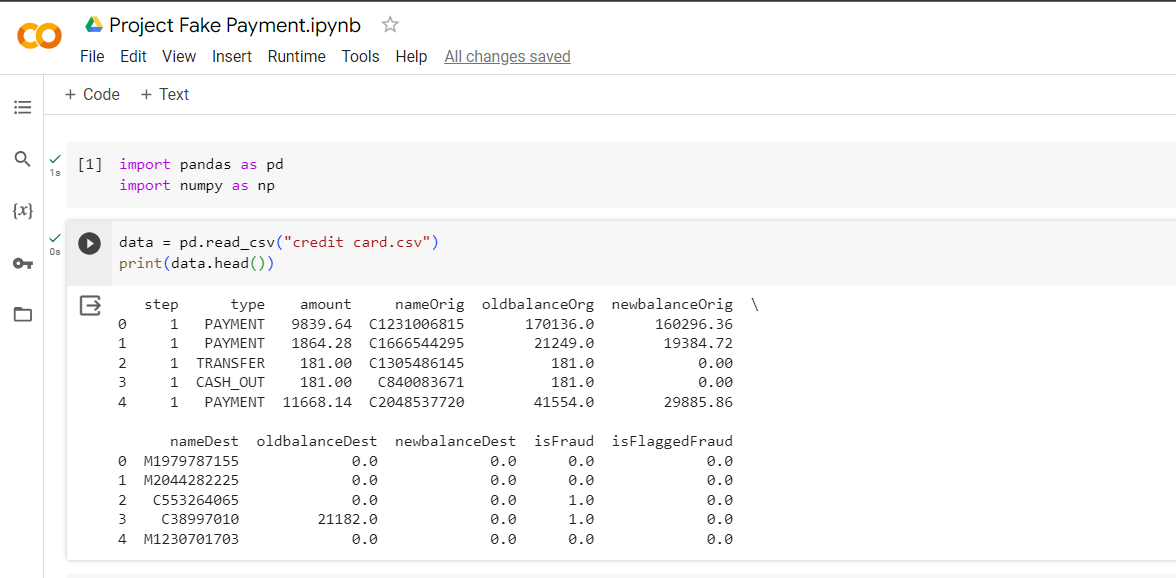 Project Fake Payment.ipynb
File Edit View Insert Runtime Tools Help All changes saved
+ Code + Text
1s
[1] import pandas as pd
import numpy as np
0s
data = pd.read_csv("credit card.csv")
print(data.head())
step type amount nameOrig oldbalanceOrg newbalanceOrig \
0 1 PAYMENT 9839.64 C1231006815 170136.0 160296.36
1 1 PAYMENT 1864.28 C1666544295 21249.0 19384.72
2 1 TRANSFER 181.00 C1305486145 181.0 0.00
3 1 CASH_OUT 181.00 C840083671 181.0 0.00
4 1 PAYMENT 11668.14 C2048537720 41554.0 29885.86
nameDest oldbalanceDest newbalanceDest isFraud isFlaggedFraud
0 M1979787155 0.0 0.0 0.0 0.0
1 M2044282225 0.0 0.0 0.0 0.0
2 C553264065 0.0 0.0 1.0 0.0
3 C38997010 21182.0 0.0 1.0 0.0
4 M1230701703 0.0 0.0 0.0 0.0
{x}